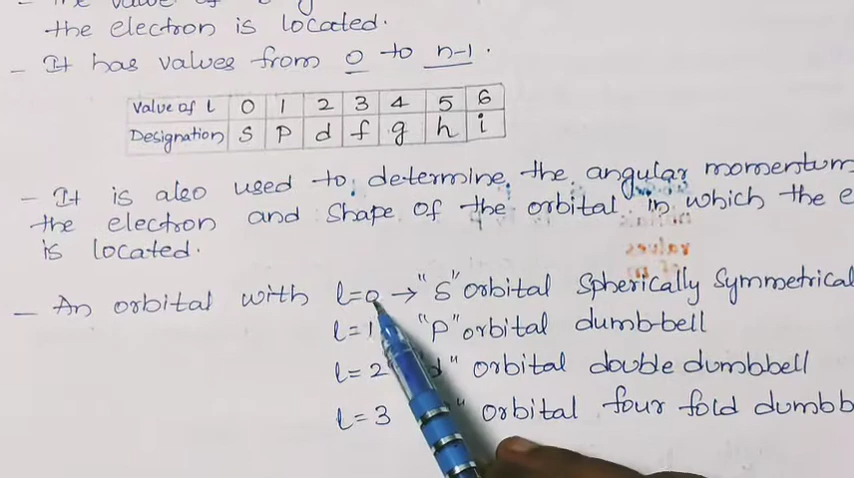 the electron is located.
– It has values from 0 to n-1.
Value of l 0 1 2 3 4 5 6
Designation s p d f g h i
– It is also used to determine the angular momentum
the electron and shape of the orbital in which the e
is located.
– An orbital with l=0 → "S" orbital Spherically Symmetrical
l=1 "P" orbital dumb-bell
l=2 d" orbital double dumbbell
l=3 " orbital four fold dumbb